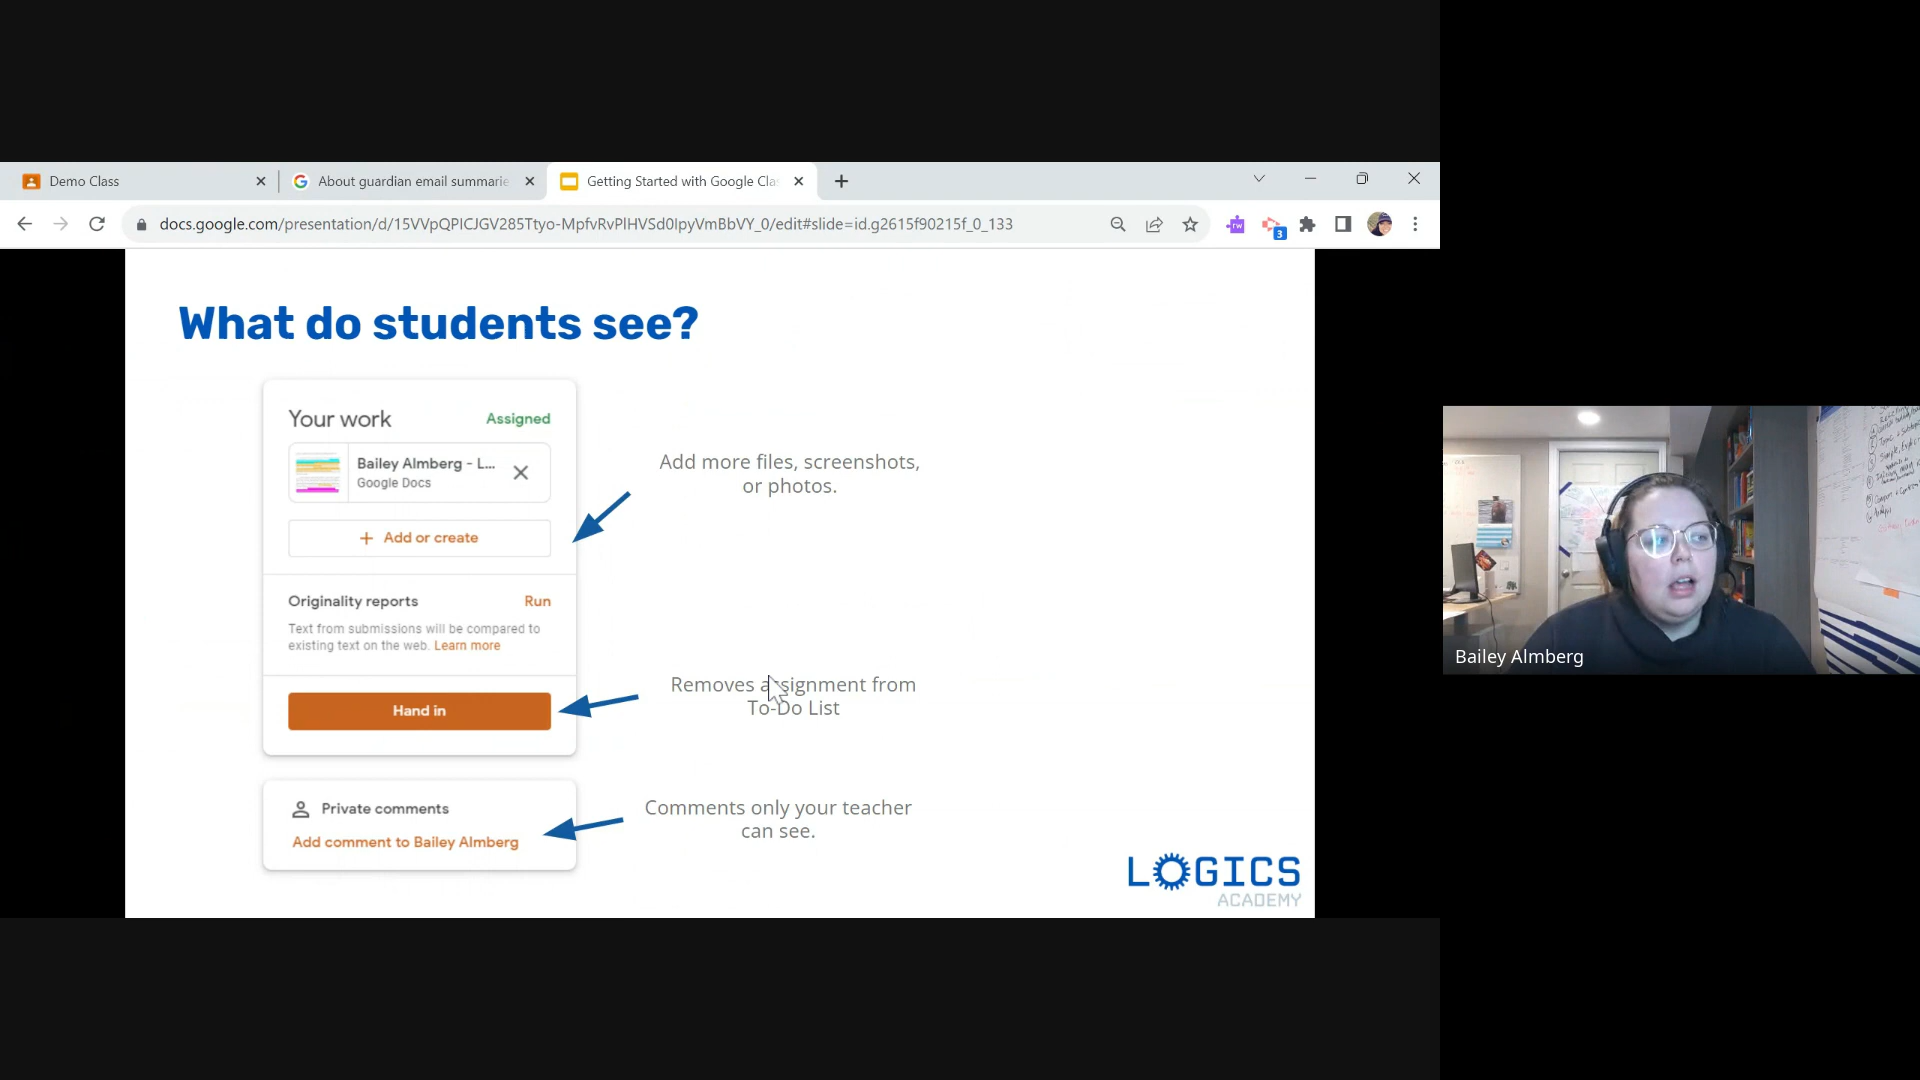 Demo Class
About guardian email summarie
Getting Started with Google Cla
docs.google.com/presentation/d/15VVpQPICJGV285Ttyo-MpfvRvPlHVSd0IpyVmBbVY_0/edit#slide=id.g2615f90215f_0_133
rw
3
What do students see?
Your work
Assigned
Bailey Almberg - L...
Google Docs
Add or create
Originality reports
Run
Text from submissions will be compared to
existing text on the web. Learn more
Hand in
Private comments
Add comment to Bailey Almberg
Add more files, screenshots,
or photos.
Removes assignment from
To-Do List
Comments only your teacher
can see.
LOGICS
ACADEMY
Bailey Almberg